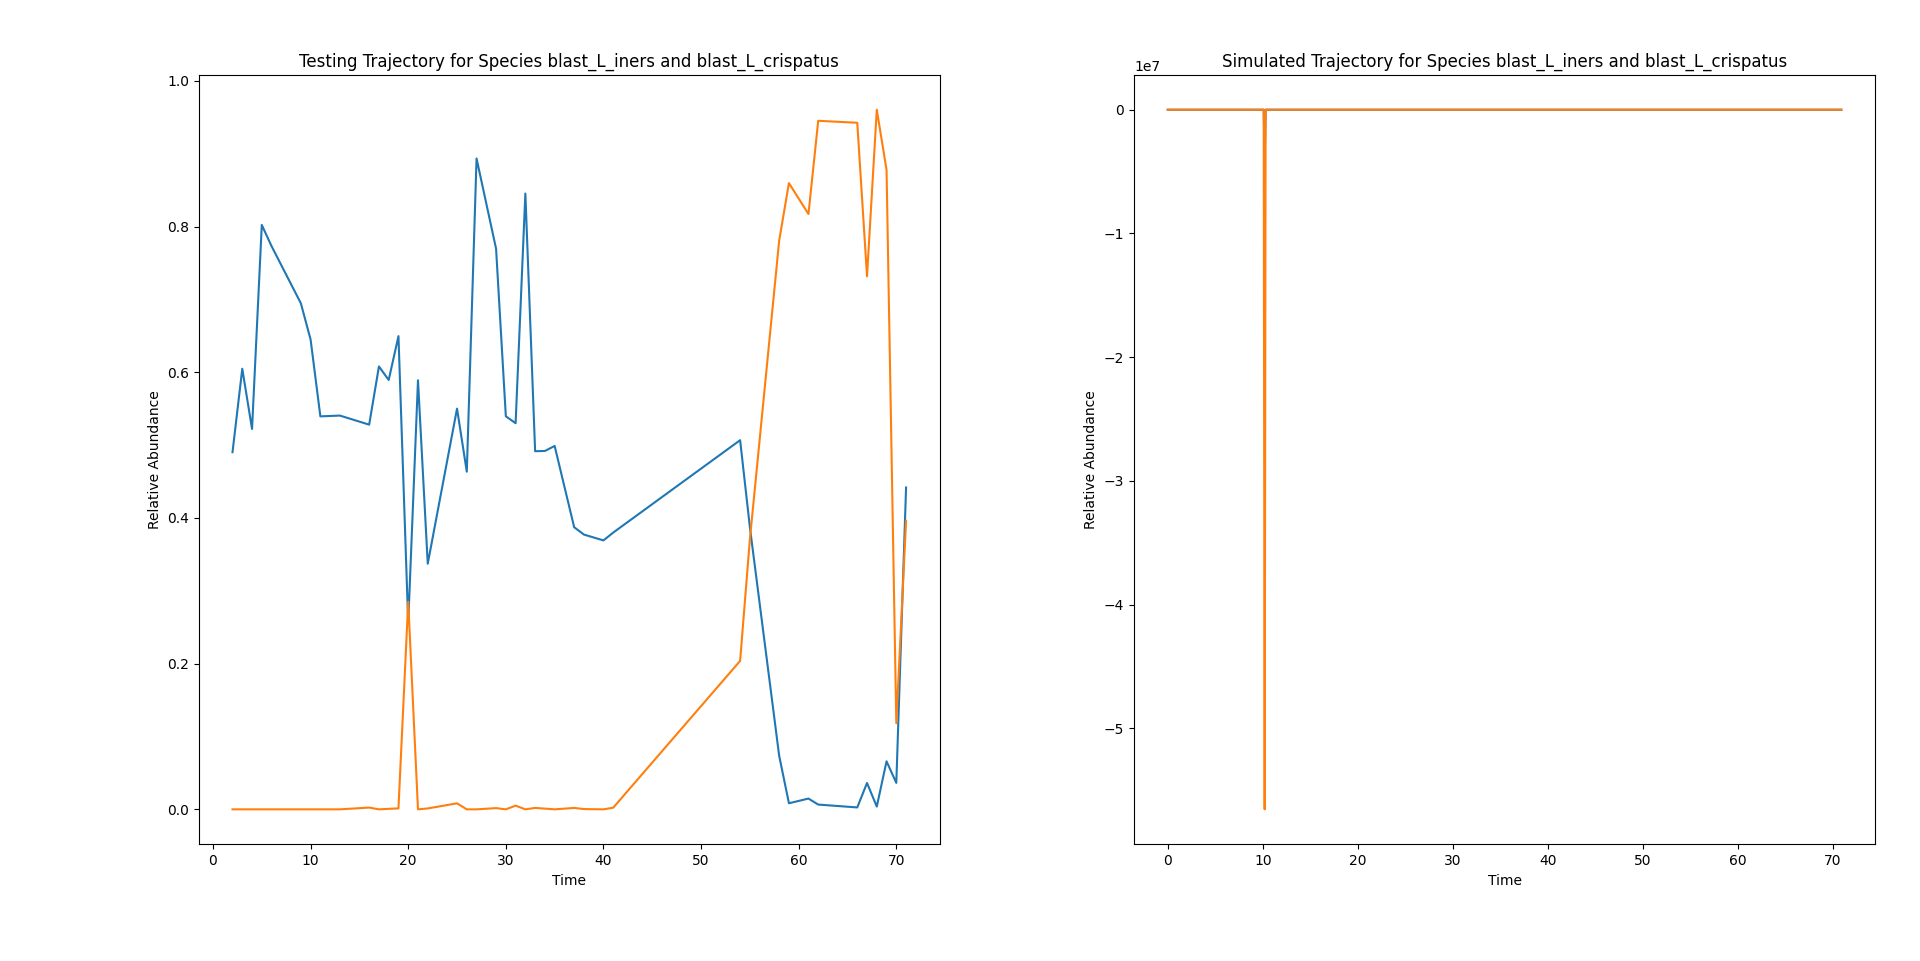 Testing Trajectory for Species blast_L_iners and blast_L_crispatus
1.0
0.8
0.6
0.4
0.2
0.0
Relative Abundance
0 10 20 30 40 50 60 70
Time
Simulated Trajectory for Species blast_L_iners and blast_L_crispatus
1e7
0
−1
−2
−3
−4
−5
Relative Abundance
0 10 20 30 40 50 60 70
Time